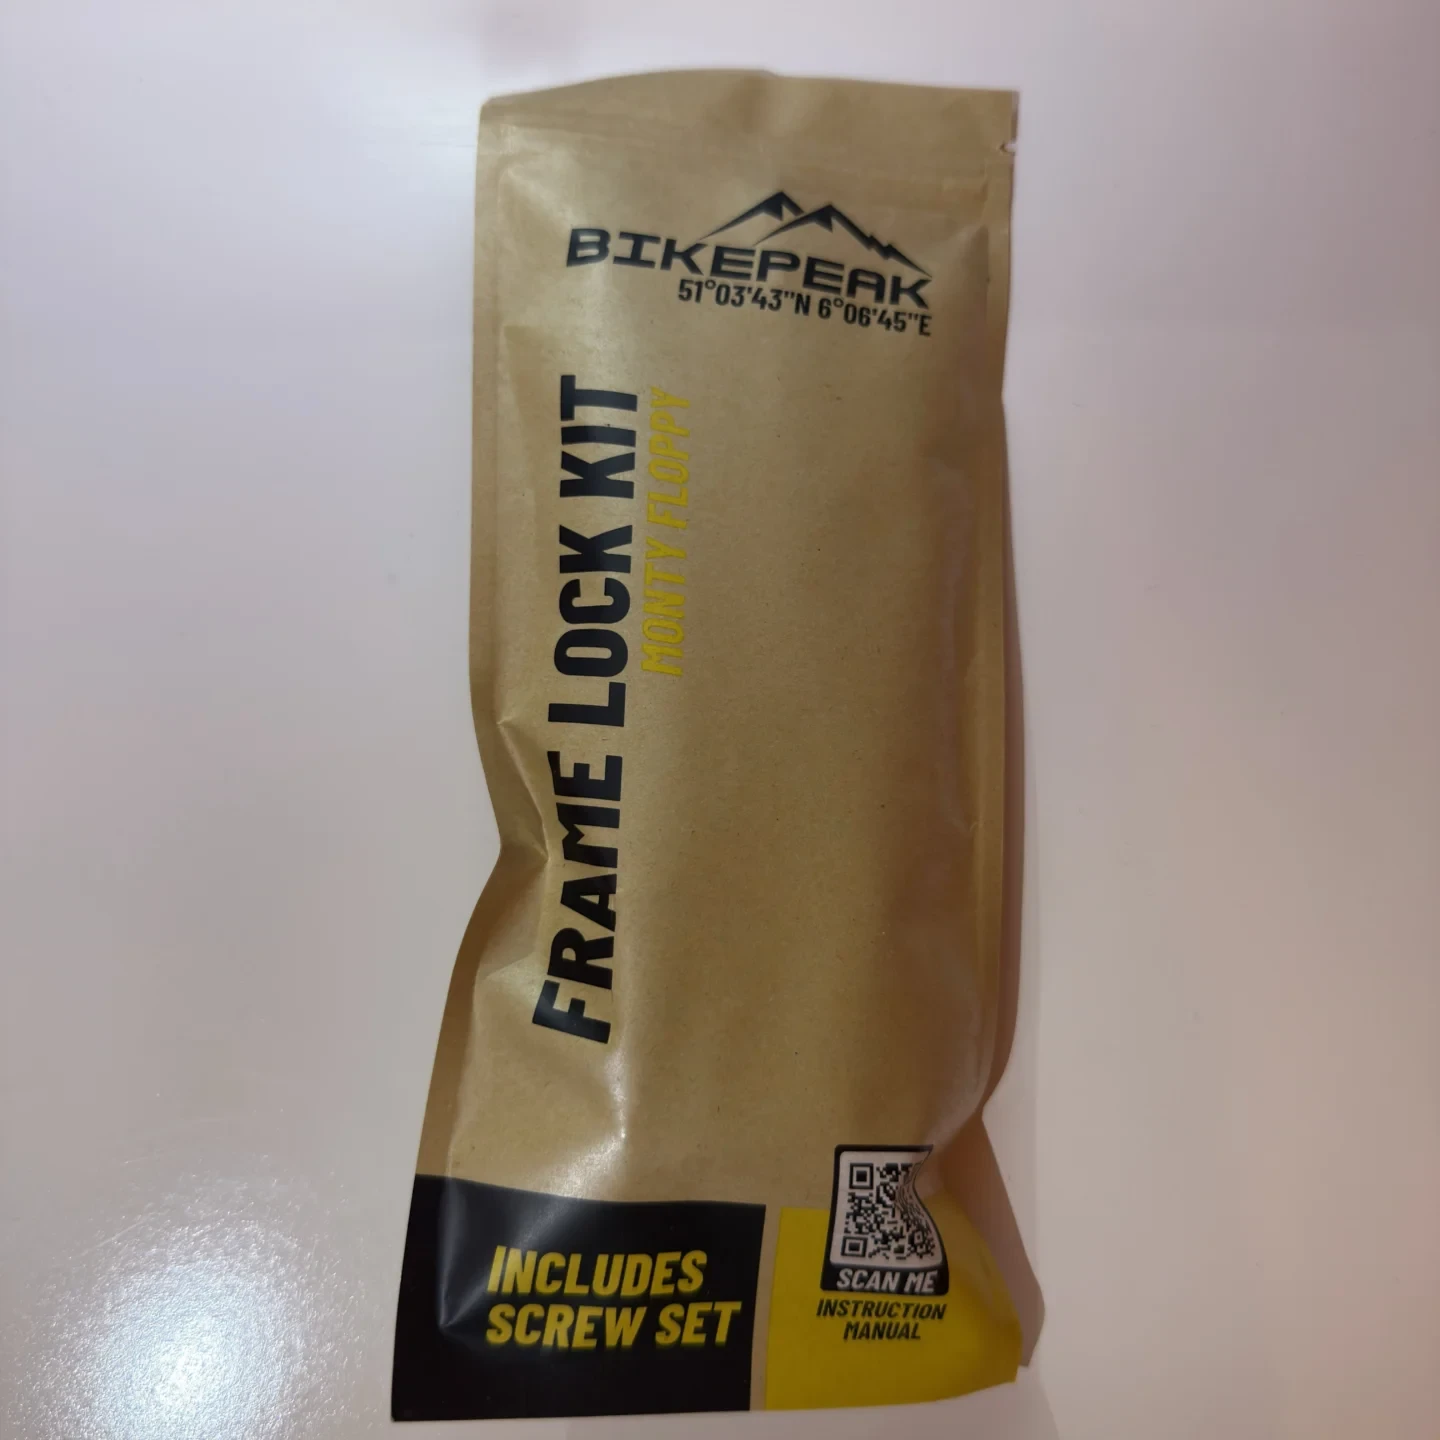 BIKEPEAK
51°03'43"N 6°06'45"E
FRAME LOCK KIT
MONTY FLOPPY
INCLUDES
SCREW SET
SCAN ME
INSTRUCTION
MANUAL